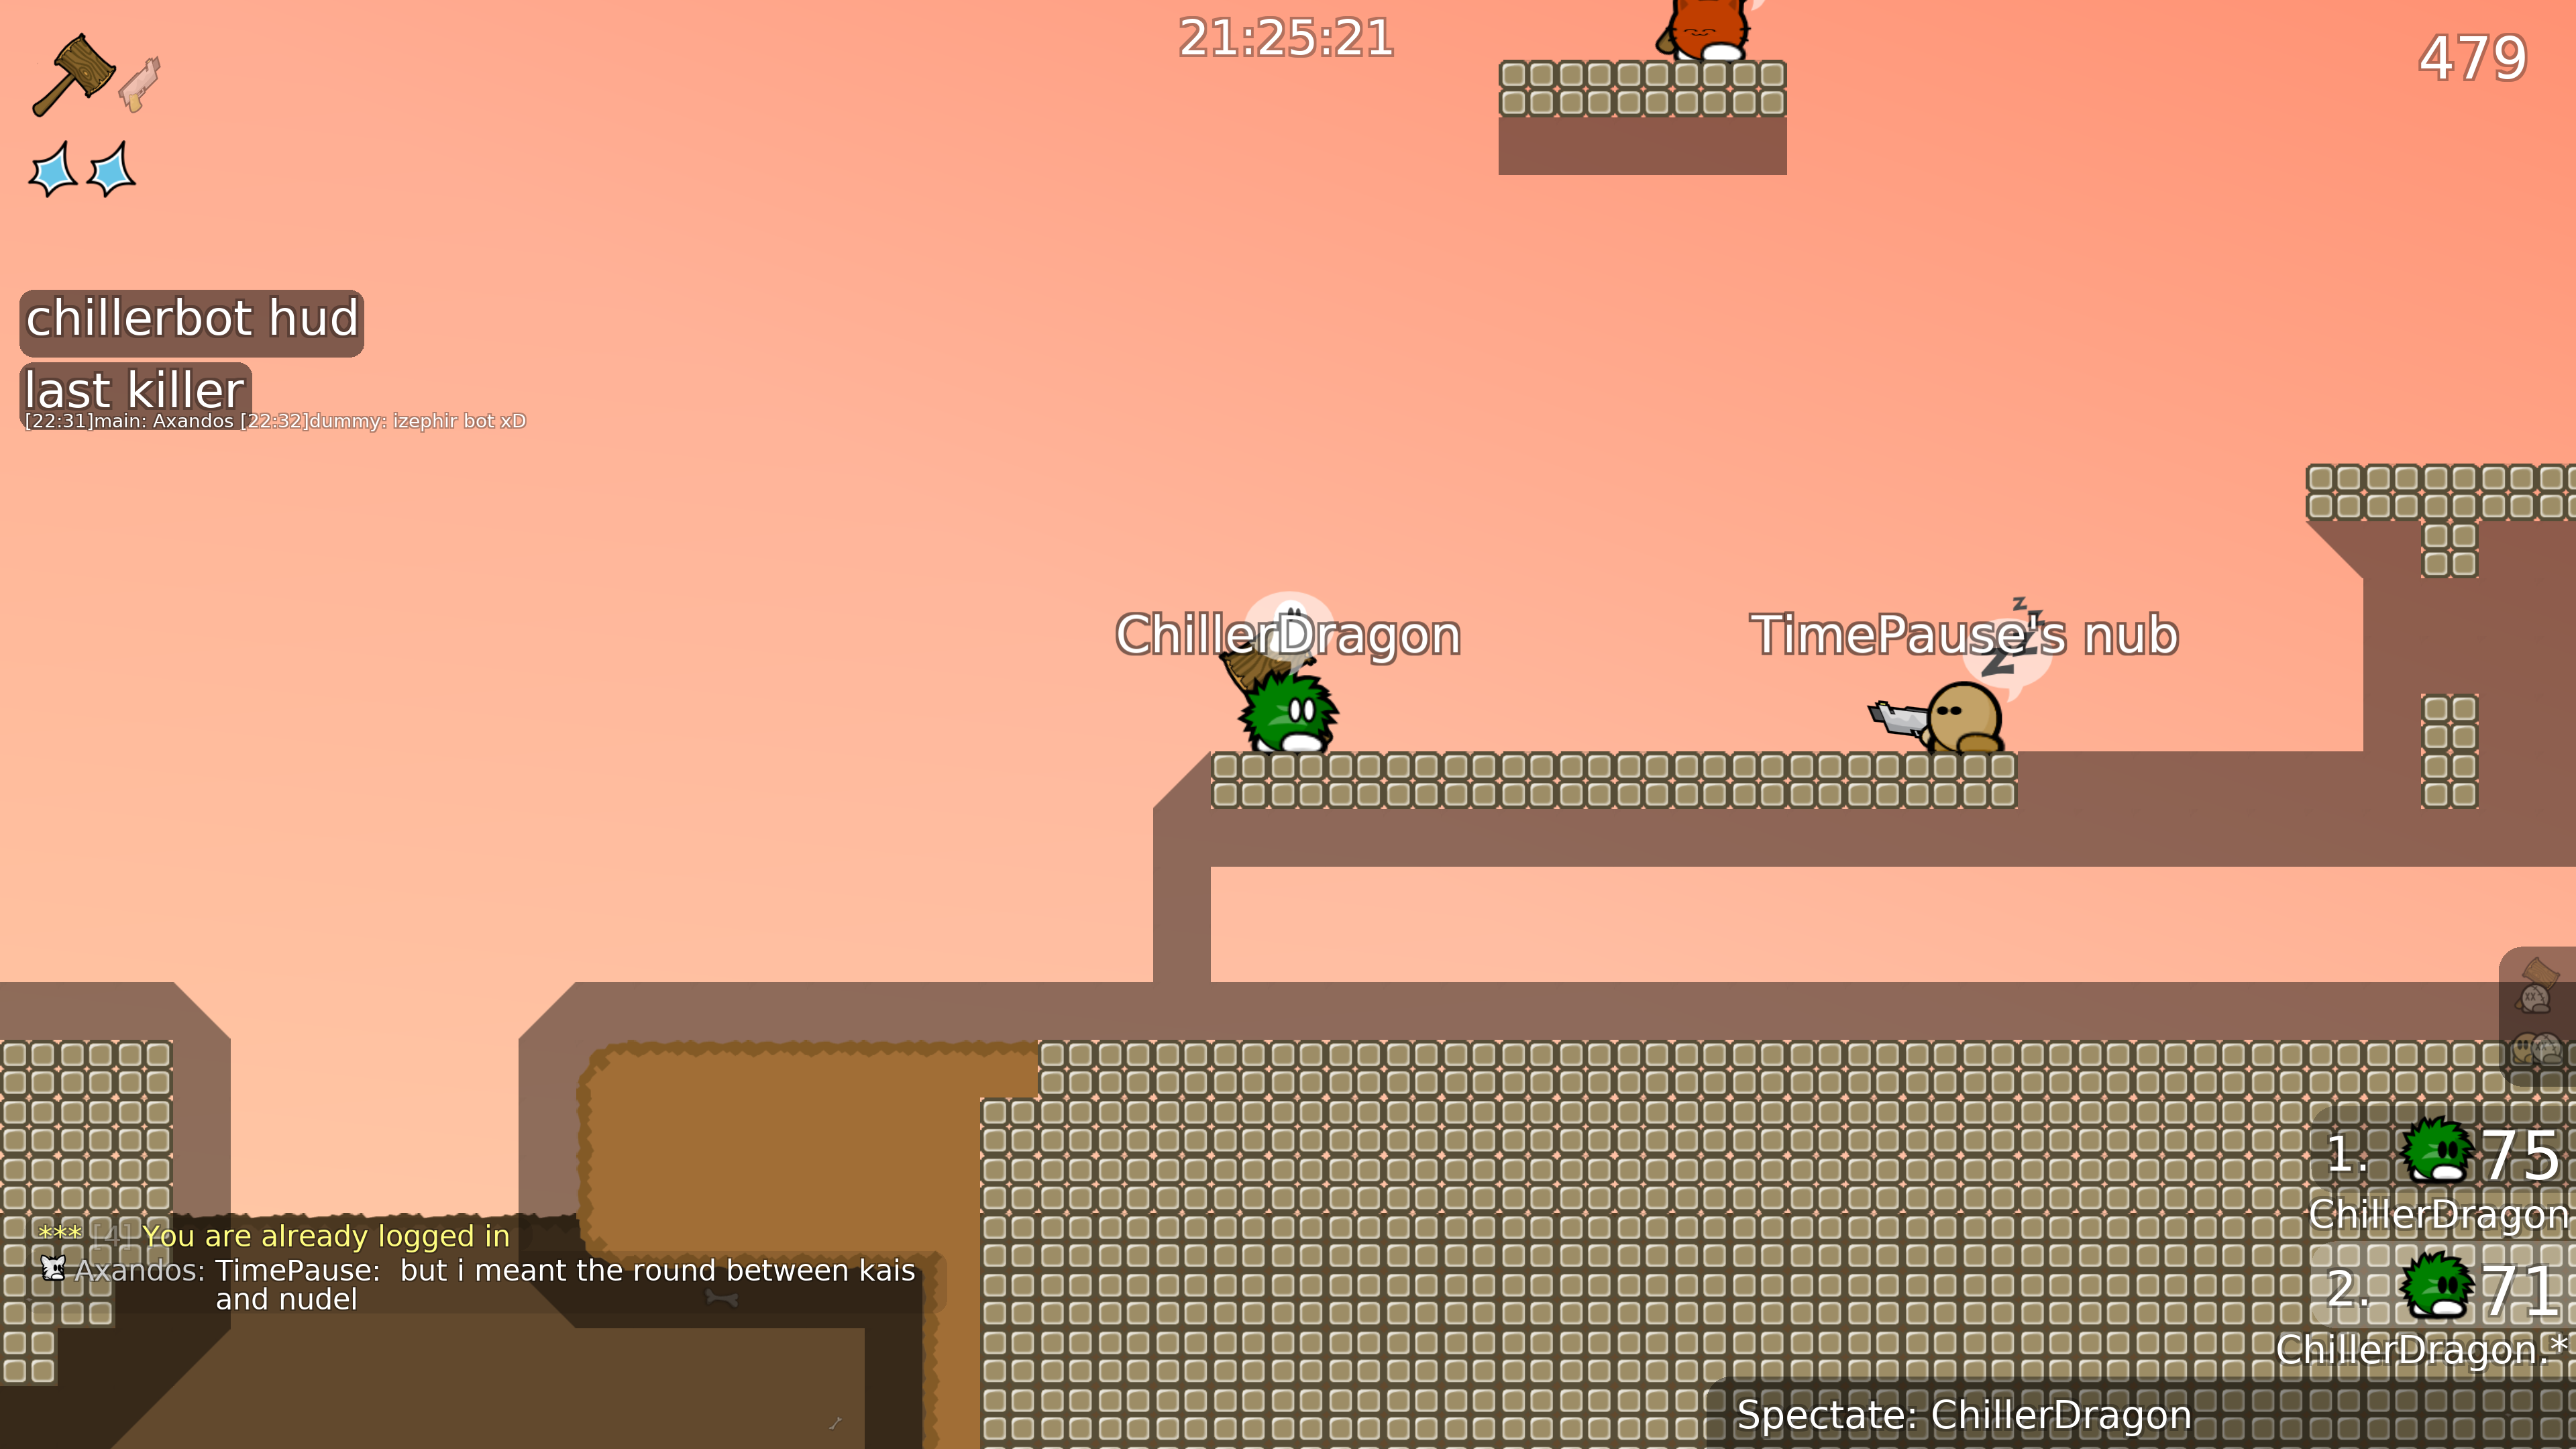 21:25:21
479
chillerbot hud
last killer
[22:31]main: Axandos [22:32]dummy: izephir bot xD
ChillerDragon
TimePause's nub
z
z
z
*** [4] You are already logged in
Axandos: TimePause:  but i meant the round between kais
and nudel
1. 75
ChillerDragon
2. 71
ChillerDragon.*
Spectate: ChillerDragon